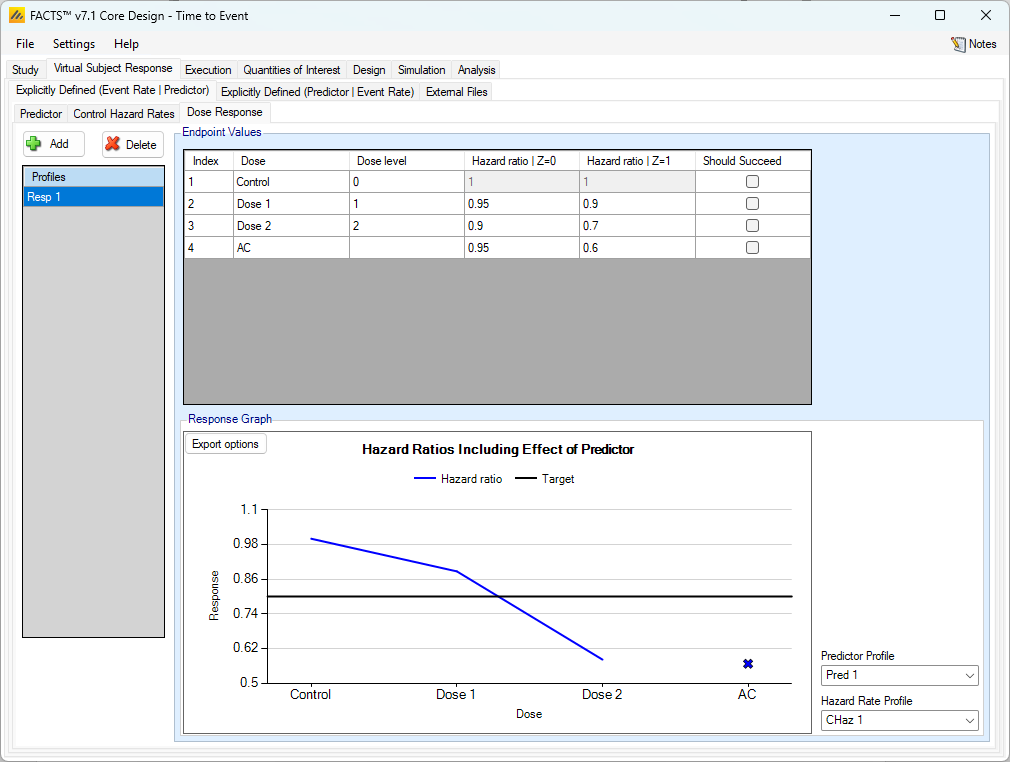 FACTS™ v7.1 Core Design - Time to Event
File Settings Help Notes
Study Virtual Subject Response Execution Quantities of Interest Design Simulation Analysis
Explicitly Defined (Event Rate | Predictor) Explicitly Defined (Predictor | Event Rate) External Files
Predictor Control Hazard Rates Dose Response
Add Delete
Profiles
Resp 1
Endpoint Values
Index Dose Dose level Hazard ratio | Z=0 Hazard ratio | Z=1 Should Succeed
1 Control 0 1 1
2 Dose 1 1 0.95 0.9
3 Dose 2 2 0.9 0.7
4 AC 0.95 0.6
Response Graph
Export options
Hazard Ratios Including Effect of Predictor
Hazard ratio Target
1.1
0.98
0.86
0.74
0.62
0.5
Response
Control Dose 1 Dose 2 AC
Dose
Predictor Profile
Pred 1
Hazard Rate Profile
CHaz 1